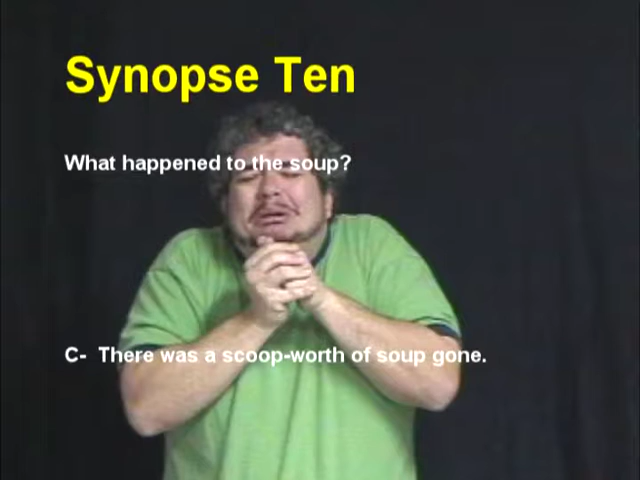 Synopse Ten
What happened to the soup?
C- There was a scoop-worth of soup gone.